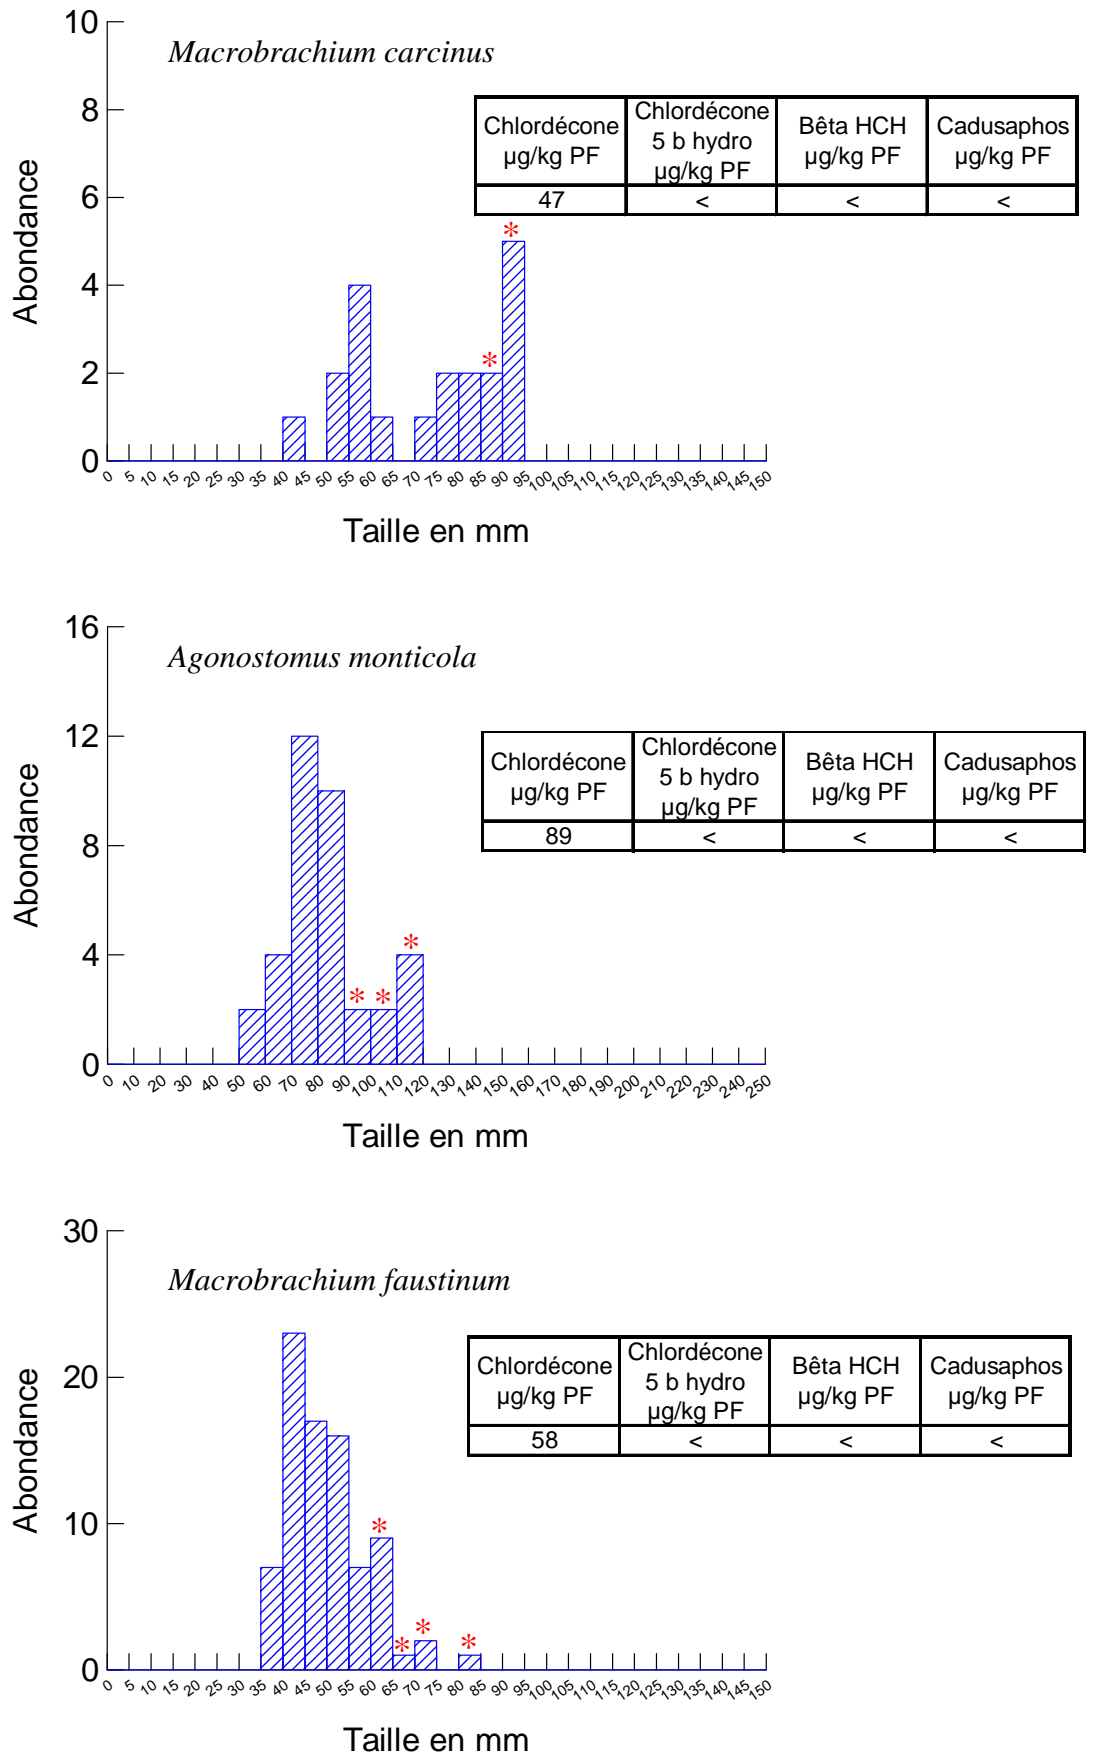 10
Macrobrachium carcinus
8
Chlordécone
µg/kg PF
Chlordécone
5 b hydro
µg/kg PF
Bêta HCH
µg/kg PF
Cadusaphos
µg/kg PF
47
<
<
<
6
*
4
*
2
0
Abondance
0 5 10 15 20 25 30 35 40 45 50 55 60 65 70 75 80 85 90 95 100 105 110 115 120 125 130 135 140 145 150
Taille en mm
16
Agonostomus monticola
12
Chlordécone
µg/kg PF
Chlordécone
5 b hydro
µg/kg PF
Bêta HCH
µg/kg PF
Cadusaphos
µg/kg PF
89
<
<
<
8
4
* * *
0
Abondance
0 10 20 30 40 50 60 70 80 90 100 110 120 130 140 150 160 170 180 190 200 210 220 230 240 250
Taille en mm
30
Macrobrachium faustinum
20
Chlordécone
µg/kg PF
Chlordécone
5 b hydro
µg/kg PF
Bêta HCH
µg/kg PF
Cadusaphos
µg/kg PF
58
<
<
<
10
* * * *
0
Abondance
0 5 10 15 20 25 30 35 40 45 50 55 60 65 70 75 80 85 90 95 100 105 110 115 120 125 130 135 140 145 150
Taille en mm